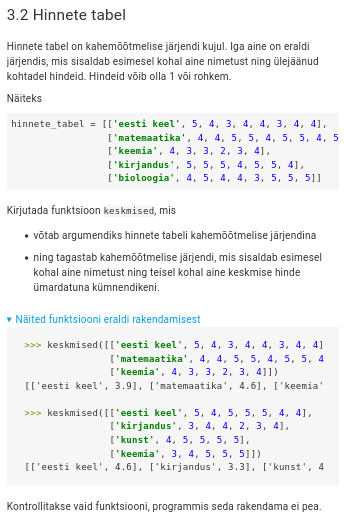 3.2 Hinnete tabel
Hinnete tabel on kahemõõtmelise järjendi kujul. Iga aine on eraldi
järjendis, mis sisaldab esimesel kohal aine nimetust ning ülejäänud
kohtadel hindeid. Hindeid võib olla 1 või rohkem.
Näiteks
hinnete_tabel = [['eesti keel', 5, 4, 3, 4, 4, 3, 4, 4],
['matemaatika', 4, 4, 5, 5, 4, 5, 5, 4, 5
['keemia', 4, 3, 3, 2, 3, 4],
['kirjandus', 5, 5, 5, 4, 5, 5, 4],
['bioloogia', 4, 5, 4, 4, 3, 5, 5, 5]]
Kirjutada funktsioon keskmised, mis
• võtab argumendiks hinnete tabeli kahemõõtmelise järjendina
• ning tagastab kahemõõtmelise järjendi, mis sisaldab esimesel
kohal aine nimetust ning teisel kohal aine keskmise hinde
ümardatuna kümnendikeni.
▾ Näited funktsiooni eraldi rakendamisest
>>> keskmised([['eesti keel', 5, 4, 3, 4, 4, 3, 4, 4]
['matemaatika', 4, 4, 5, 5, 4, 5, 5, 4
['keemia', 4, 3, 3, 2, 3, 4]])
[['eesti keel', 3.9], ['matemaatika', 4.6], ['keemia'
>>> keskmised([['eesti keel', 5, 4, 5, 5, 5, 4, 4],
['kirjandus', 3, 4, 4, 2, 3, 4],
['kunst', 4, 5, 5, 5, 5],
['keemia', 3, 4, 5, 5, 5]])
[['eesti keel', 4.6], ['kirjandus', 3.3], ['kunst', 4
Kontrollitakse vaid funktsiooni, programmis seda rakendama ei pea.